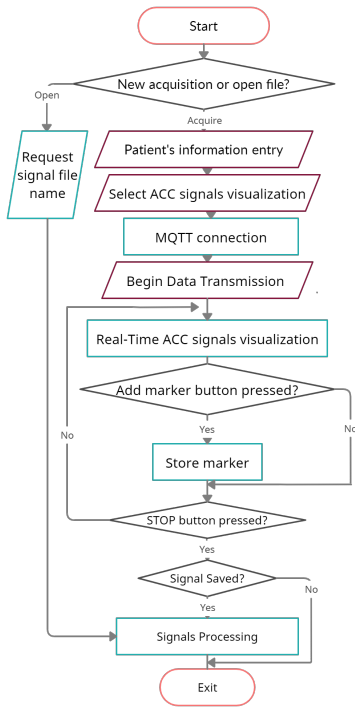 Start
New acquisition or open file?
Open
Acquire
Request
signal file
name
Patient's information entry
Select ACC signals visualization
MQTT connection
Begin Data Transmission
Real-Time ACC signals visualization
Add marker button pressed?
No
Yes
No
Store marker
STOP button pressed?
Yes
Signal Saved?
No
Yes
Signals Processing
Exit